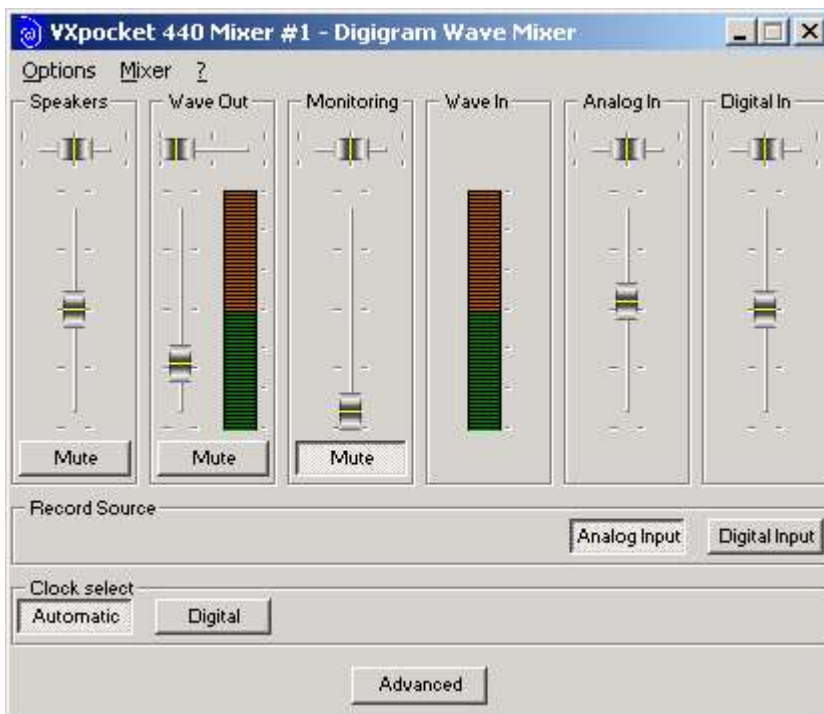 VXpocket 440 Mixer #1 - Digigram Wave Mixer
Options Mixer ?
Speakers Wave Out Monitoring Wave In Analog In Digital In
Mute Mute Mute
Record Source
Analog Input Digital Input
Clock select
Automatic Digital
Advanced